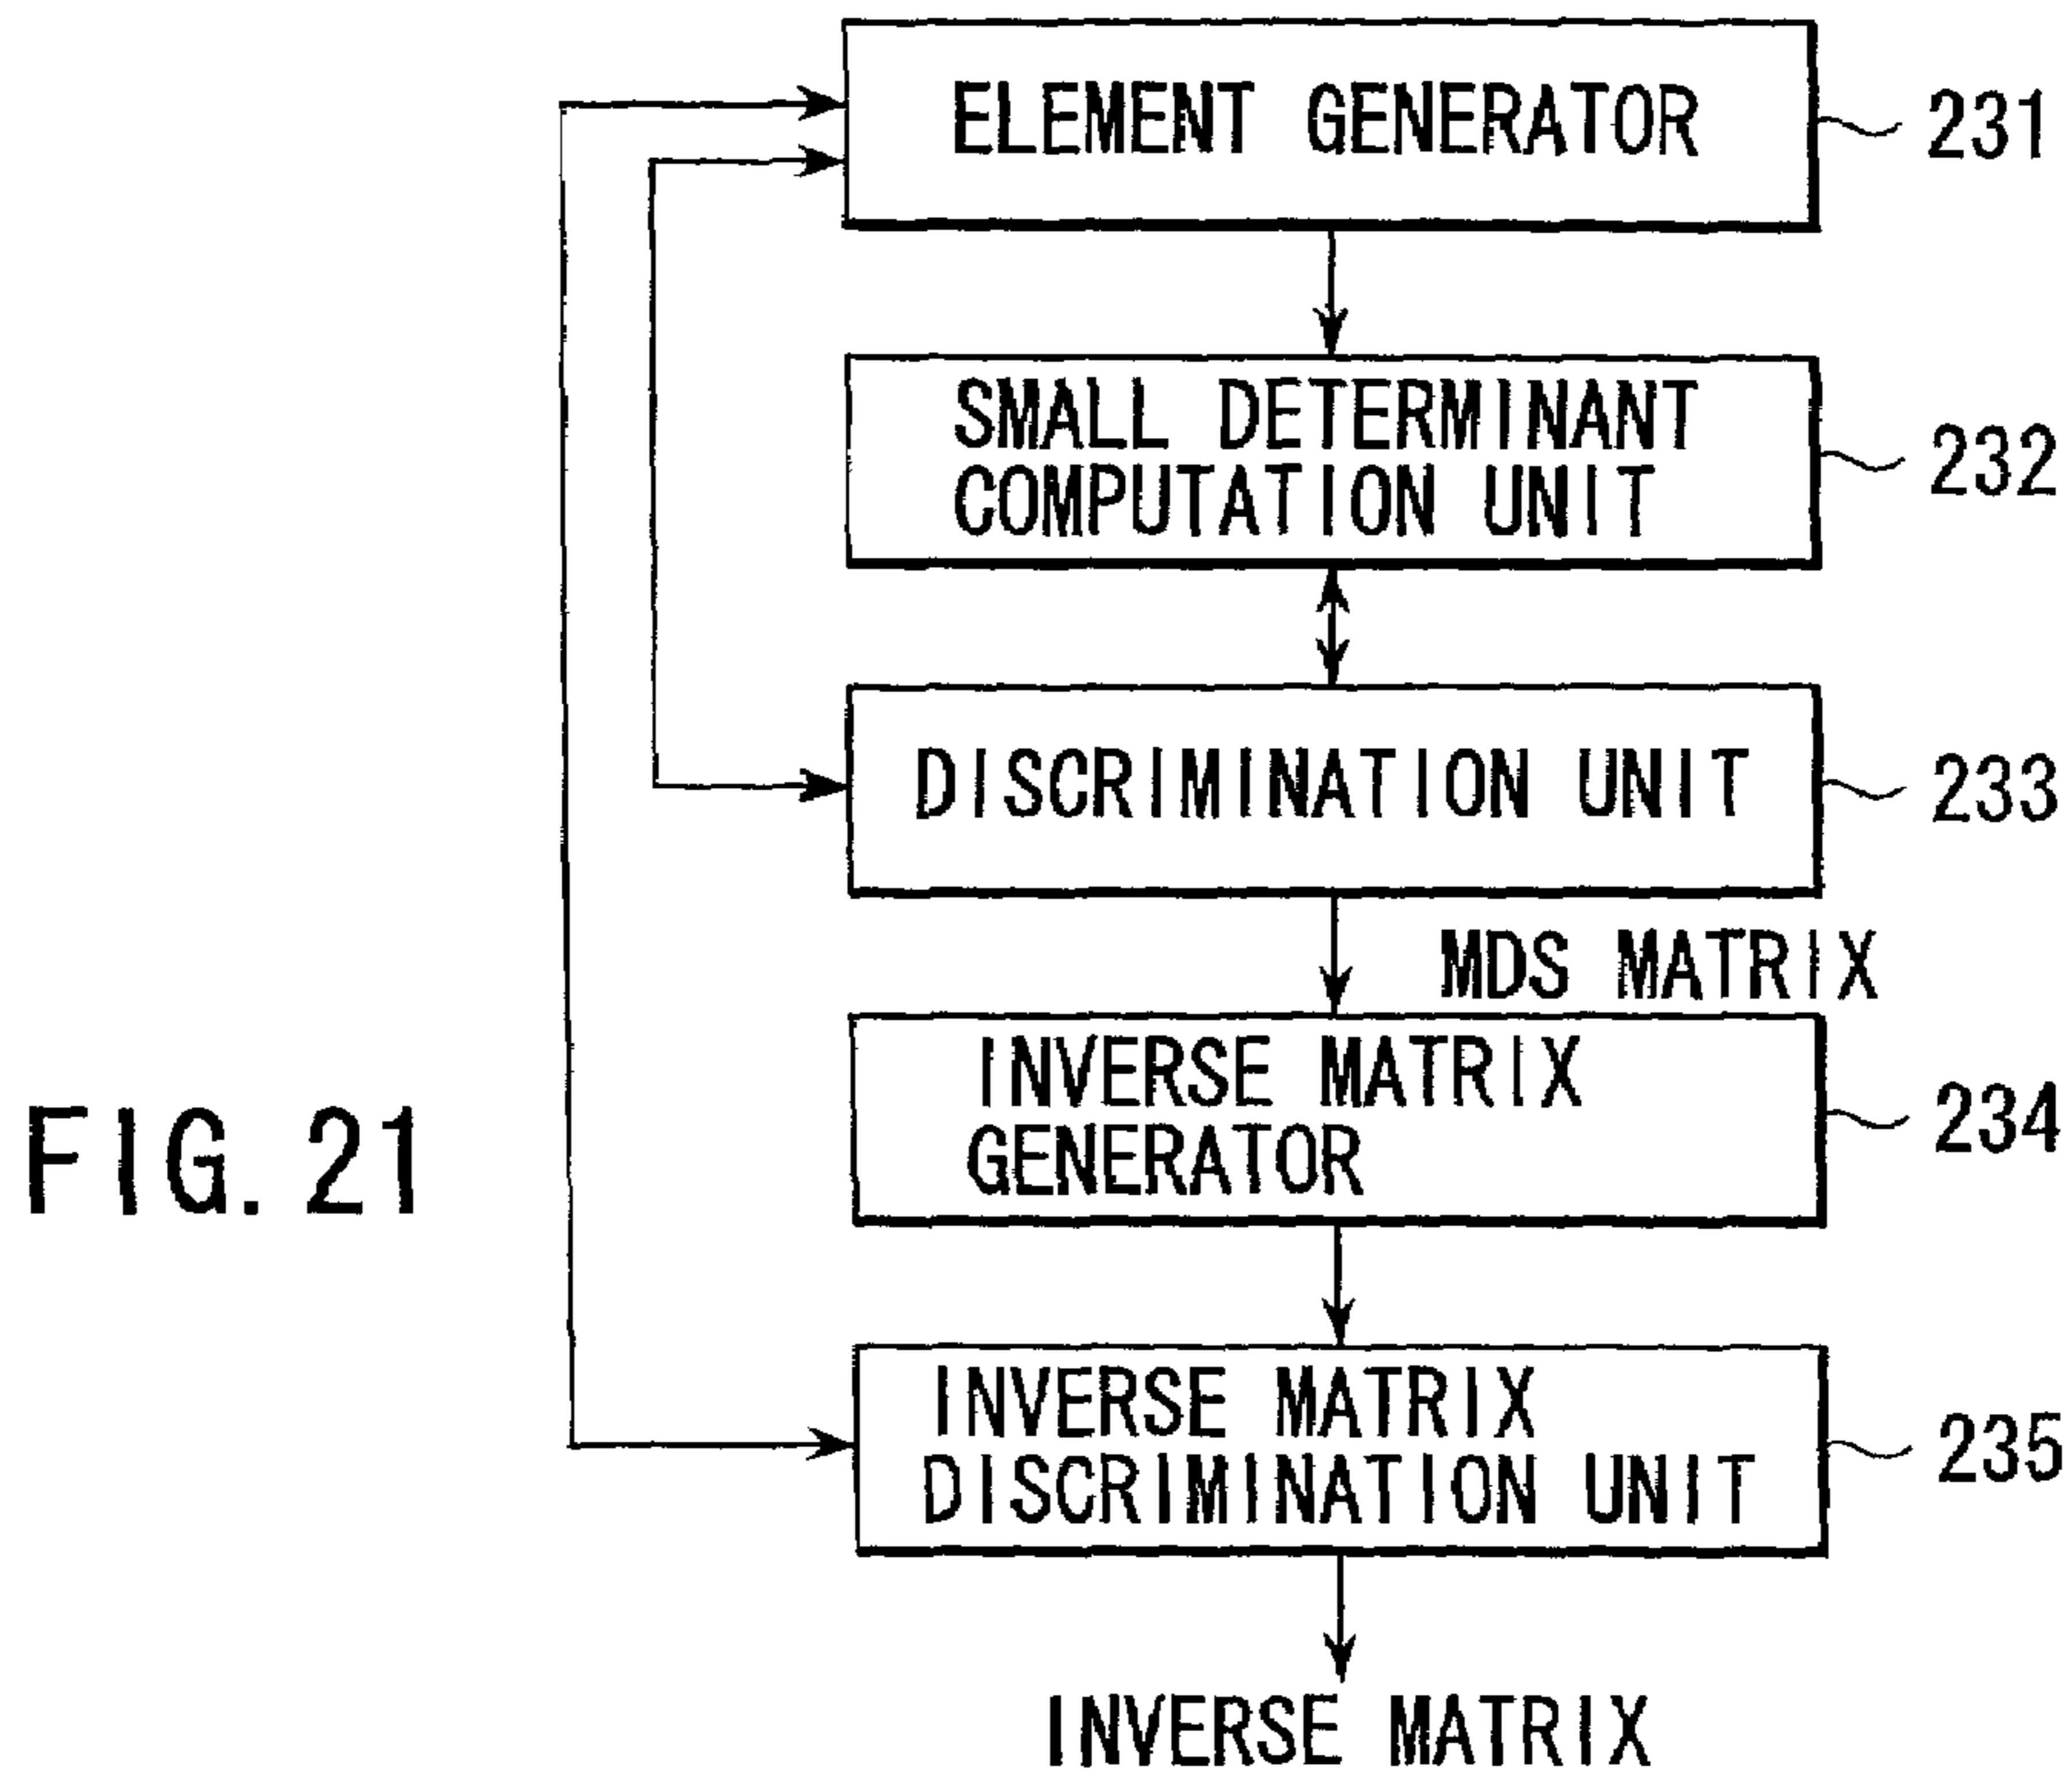 ELEMENT GENERATOR
231
SMALL DETERMINANT
COMPUTATION UNIT
232
DISCRIMINATION UNIT
233
MDS MATRIX
INVERSE MATRIX
GENERATOR
234
FIG. 21
INVERSE MATRIX
DISCRIMINATION UNIT
235
INVERSE MATRIX